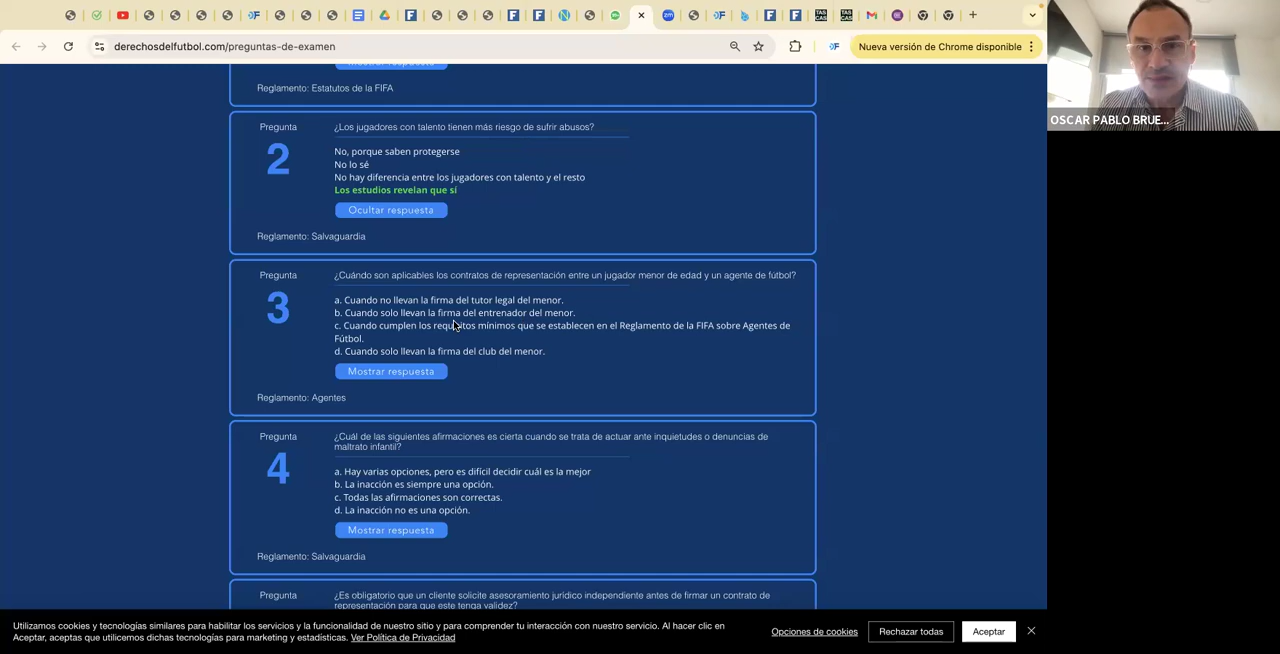 derechosdelfutbol.com/preguntas-de-examen
Nueva versión de Chrome disponible
OSCAR PABLO BRUE...
Reglamento: Estatutos de la FIFA
Pregunta
2
¿Los jugadores con talento tienen más riesgo de sufrir abusos?
No, porque saben protegerse
No lo sé
No hay diferencia entre los jugadores con talento y el resto
Los estudios revelan que sí
Ocultar respuesta
Reglamento: Salvaguardia
Pregunta
3
¿Cuándo son aplicables los contratos de representación entre un jugador menor de edad y un agente de fútbol?
a. Cuando no llevan la firma del tutor legal del menor.
b. Cuando solo llevan la firma del entrenador del menor.
c. Cuando cumplen los requisitos mínimos que se establecen en el Reglamento de la FIFA sobre Agentes de
Fútbol.
d. Cuando solo llevan la firma del club del menor.
Mostrar respuesta
Reglamento: Agentes
Pregunta
4
¿Cuál de las siguientes afirmaciones es cierta cuando se trata de actuar ante inquietudes o denuncias de
maltrato infantil?
a. Hay varias opciones, pero es difícil decidir cuál es la mejor
b. La inacción es siempre una opción.
c. Todas las afirmaciones son correctas.
d. La inacción no es una opción.
Mostrar respuesta
Reglamento: Salvaguardia
Pregunta
¿Es obligatorio que un cliente solicite asesoramiento jurídico independiente antes de firmar un contrato de
representación para que este tenga validez?
Utilizamos cookies y tecnologías similares para habilitar los servicios y la funcionalidad de nuestro sitio y para comprender tu interacción con nuestro servicio. Al hacer clic en
Aceptar, aceptas que utilicemos dichas tecnologías para marketing y estadísticas. Ver Política de Privacidad
Opciones de cookies
Rechazar todas
Aceptar